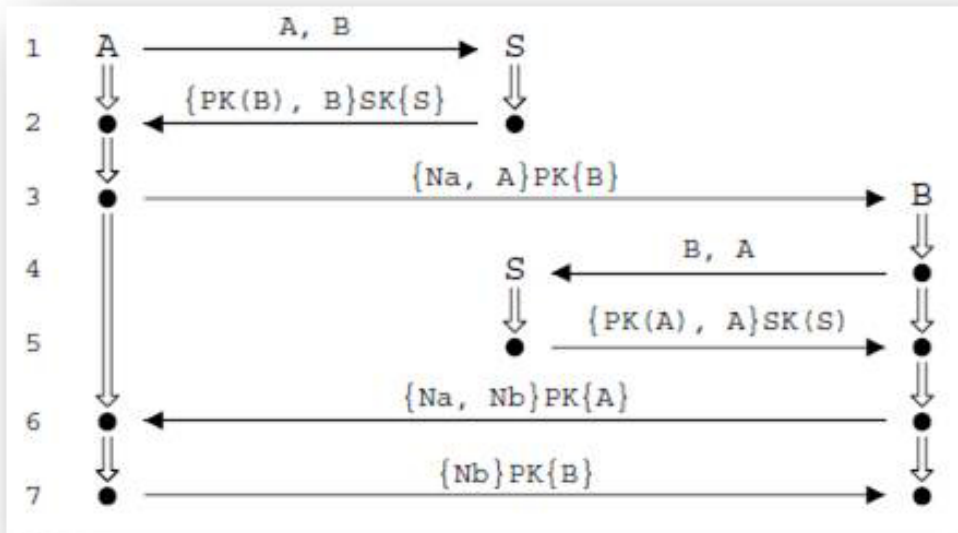 A, B
1 A S
{PK(B), B}SK{S}
2
{Na, A}PK{B}
3 B
B, A
4 S
{PK(A), A}SK(S)
5
{Na, Nb}PK{A}
6
{Nb}PK{B}
7